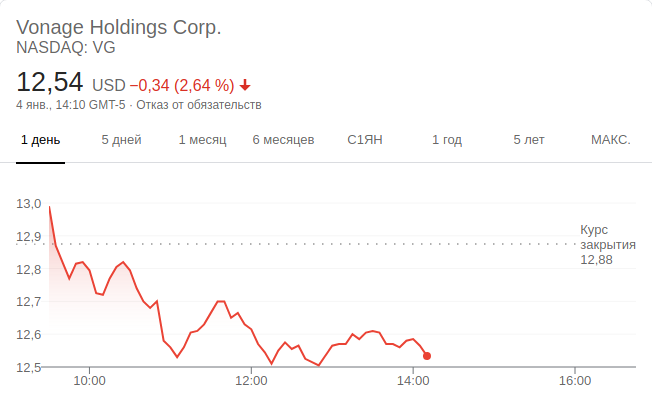 Vonage Holdings Corp.
NASDAQ: VG
12,54 USD −0,34 (2,64 %)
4 янв., 14:10 GMT-5 · Отказ от обязательств
1 день 5 дней 1 месяц 6 месяцев С1ЯН 1 год 5 лет МАКС.
13,0
12,9
12,8
12,7
12,6
12,5
Курс
закрытия
12,88
10:00 12:00 14:00 16:00